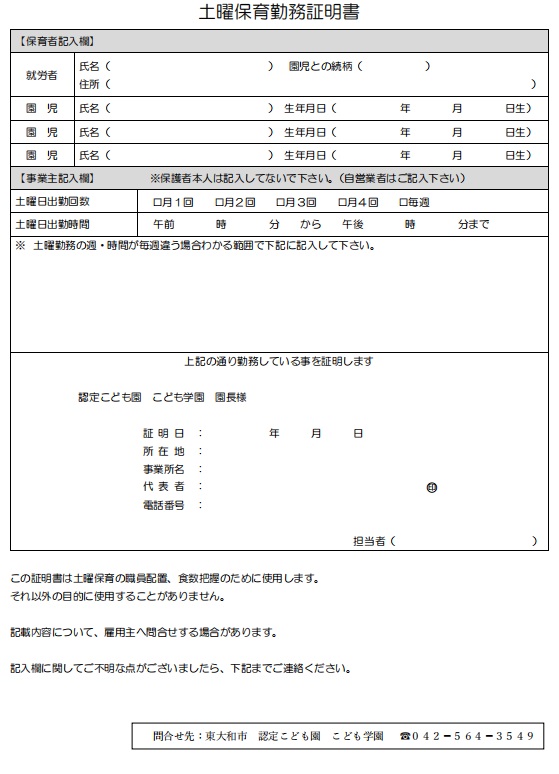 土曜保育勤務証明書
【保育者記入欄】
就労者 氏名（　　　　　　　　　　）　園児との続柄（　　　　　　）
住所（　　　　　　　　　　　　　　　　　　　　　　　　　）
園　児 氏名（　　　　　　　　　　）　生年月日（　　　　年　　　月　　　日生）
園　児 氏名（　　　　　　　　　　）　生年月日（　　　　年　　　月　　　日生）
園　児 氏名（　　　　　　　　　　）　生年月日（　　　　年　　　月　　　日生）
【事業主記入欄】　　　※保護者本人は記入してないで下さい。（自営業者はご記入下さい）
土曜日出勤回数 □月１回　□月２回　□月３回　□月４回　□毎週
土曜日出勤時間 午前　　　時　　　分　から　午後　　　時　　　分まで
※ 土曜勤務の週・時間が毎週違う場合わかる範囲で下記に記入して下さい。
上記の通り勤務している事を証明します
認定こども園　こども学園　園長様
証 明 日 ：　　　　年　　月　　日
所 在 地 ：
事業所名 ：
代 表 者 ：　　　　　　　　　　　　　㊞
電話番号 ：
担当者（　　　　　　　　　　）
この証明書は土曜保育の職員配置、食数把握のために使用します。
それ以外の目的に使用することがありません。
記載内容について、雇用主へ問合せする場合があります。
記入欄に関してご不明な点がございましたら、下記までご連絡ください。
問合せ先：東大和市　認定こども園　こども学園　☎０４２－５６４－３５４９